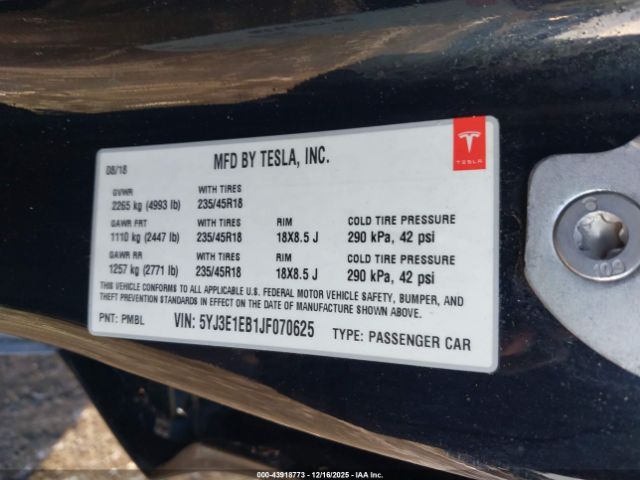 08/18 MFD BY TESLA, INC.
TESLA
GVWR WITH TIRES
2265 kg (4993 lb) 235/45R18
GAWR FRT WITH TIRES RIM COLD TIRE PRESSURE
1110 kg (2447 lb) 235/45R18 18X8.5 J 290 kPa, 42 psi
GAWR RR WITH TIRES RIM COLD TIRE PRESSURE
1257 kg (2771 lb) 235/45R18 18X8.5 J 290 kPa, 42 psi
THIS VEHICLE CONFORMS TO ALL APPLICABLE U.S. FEDERAL MOTOR VEHICLE SAFETY, BUMPER, AND
THEFT PREVENTION STANDARDS IN EFFECT ON THE DATE OF MANUFACTURE SHOWN ABOVE.
PNT: PMBL VIN: 5YJ3E1EB1JF070625 TYPE: PASSENGER CAR
000-43918773 - 12/16/2025 - IAA Inc.